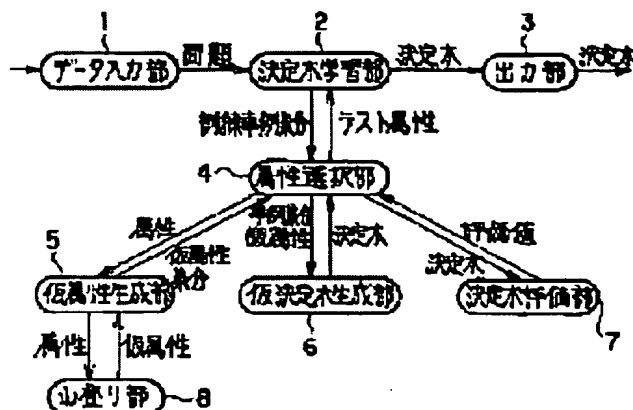 1
2
3
データ入力部
問題
決定木学習部
決定木
出力部
決定木
訓練事例集合
テスト属性
4
属性選択部
属性
仮属性
集合
事例集合
仮属性
決定木
評価値
決定木
5
仮属性生成部
仮決定木生成部
6
決定木評価部
7
属性
仮属性
山登り部
8